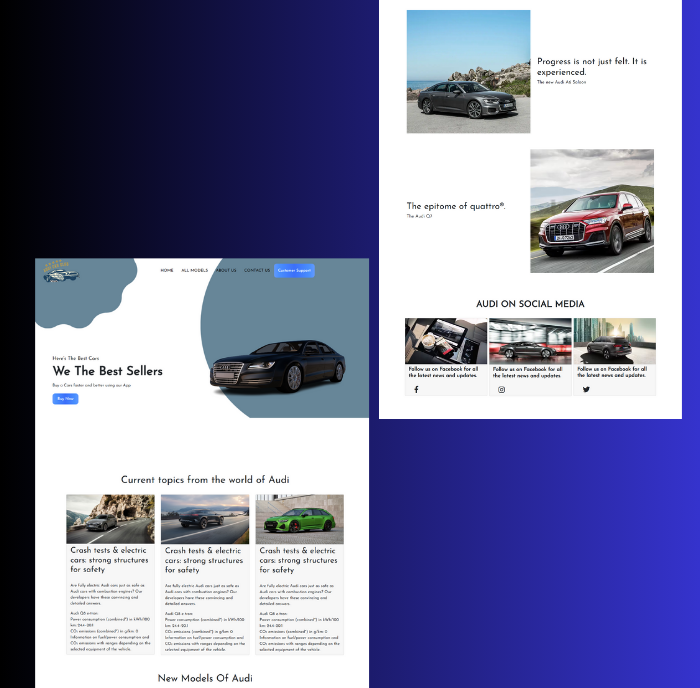 HOME ALL MODELS ABOUT US CONTACT US Customer Support
Here's The Best Cars
We The Best Sellers
Buy a Cars faster and better using our App
Buy Now
Current topics from the world of Audi
Crash tests & electric
cars: strong structures
for safety
Are fully electric Audi cars just as safe as
Audi cars with combustion engines? Our
developers have these convincing and
detailed answers.
Audi Q8 e-tron:
Power consumption (combined*) in kWh/100
km: 24.4-20.1
CO₂ emissions (combined*) in g/km: 0
Information on fuel/power consumption and
CO₂ emissions with ranges depending on the
selected equipment of the vehicle.
Crash tests & electric
cars: strong structures
for safety
Are fully electric Audi cars just as safe as
Audi cars with combustion engines? Our
developers have these convincing and
detailed answers.
Audi Q8 e-tron:
Power consumption (combined*) in kWh/100
km: 24.4-20.1
CO₂ emissions (combined*) in g/km: 0
Information on fuel/power consumption and
CO₂ emissions with ranges depending on the
selected equipment of the vehicle.
Crash tests & electric
cars: strong structures
for safety
Are fully electric Audi cars just as safe as
Audi cars with combustion engines? Our
developers have these convincing and
detailed answers.
Audi Q8 e-tron:
Power consumption (combined*) in kWh/100
km: 24.4-20.1
CO₂ emissions (combined*) in g/km: 0
Information on fuel/power consumption and
CO₂ emissions with ranges depending on the
selected equipment of the vehicle.
New Models Of Audi
Progress is not just felt. It is
experienced.
The new Audi A6 Saloon
The epitome of quattro®.
The Audi Q7
AUDI ON SOCIAL MEDIA
Follow us on Facebook for all
the latest news and updates.
Follow us on Facebook for all
the latest news and updates.
Follow us on Facebook for all
the latest news and updates.